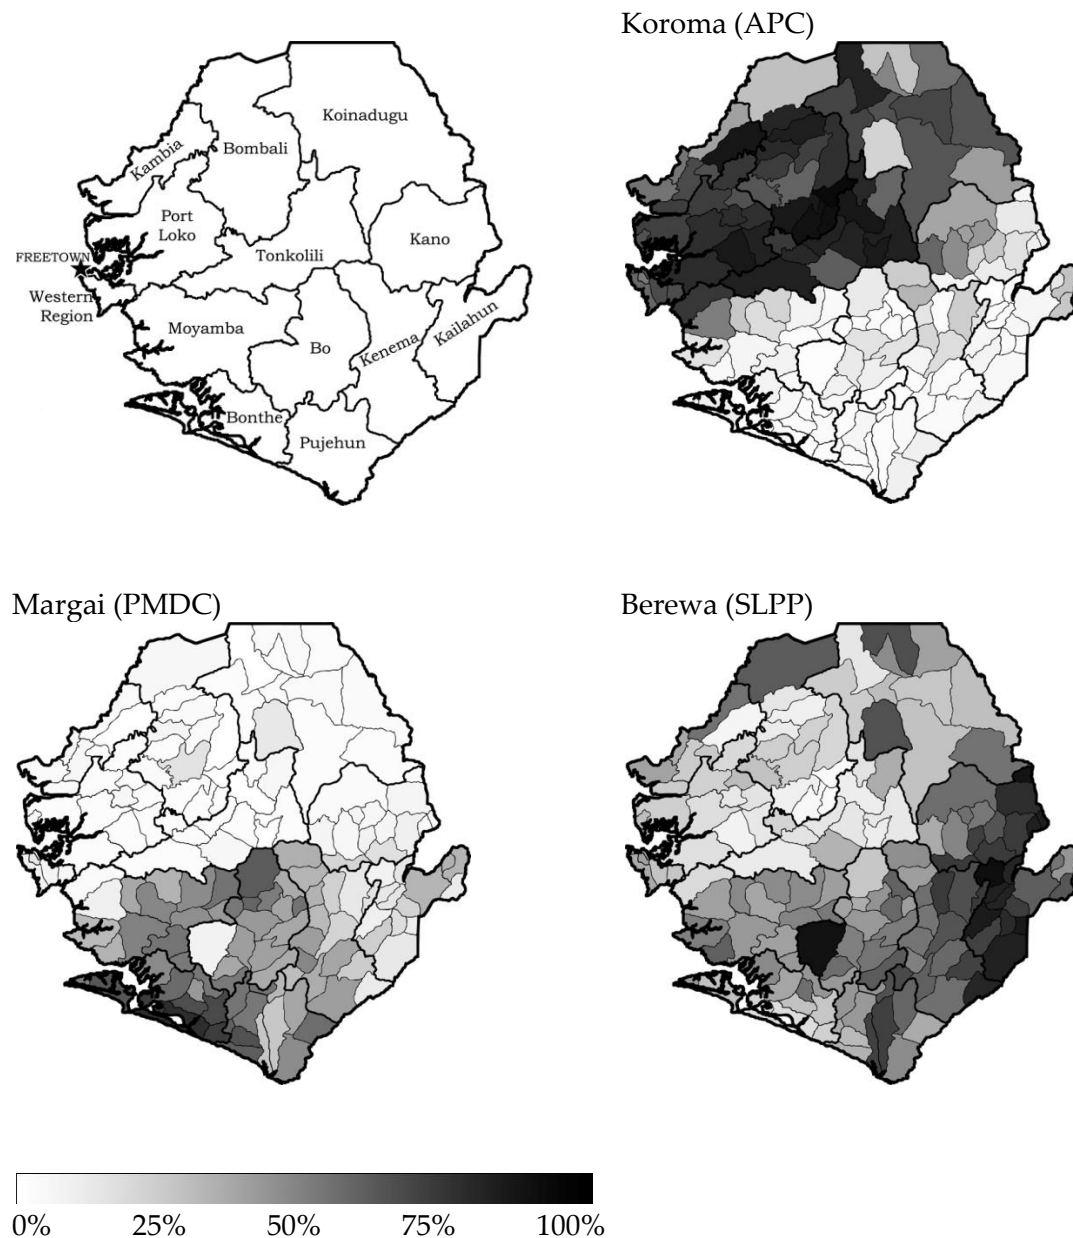 Koroma (APC)
Koinadugu
Bombali
Kambia
Port
Loko
Kano
FREETOWN
Tonkolili
Western
Region
Moyamba
Bo
Kenema
Kailahun
Bonthe
Pujehun
Margai (PMDC)
Berewa (SLPP)
0% 25% 50% 75% 100%